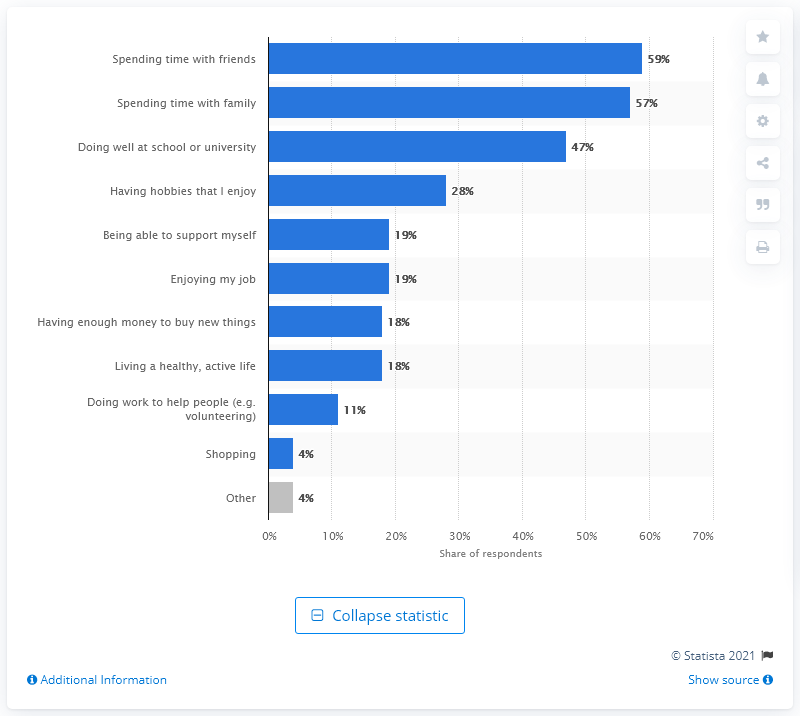 Spending time with friends 59%
Spending time with family 57%
Doing well at school or university 47%
Having hobbies that I enjoy 28%
Being able to support myself 19%
Enjoying my job 19%
Having enough money to buy new things 18%
Living a healthy, active life 18%
Doing work to help people (e.g.
volunteering) 11%
Shopping 4%
Other 4%
0% 10% 20% 30% 40% 50% 60% 70%
Share of respondents
Collapse statistic
© Statista 2021
Additional Information Show source